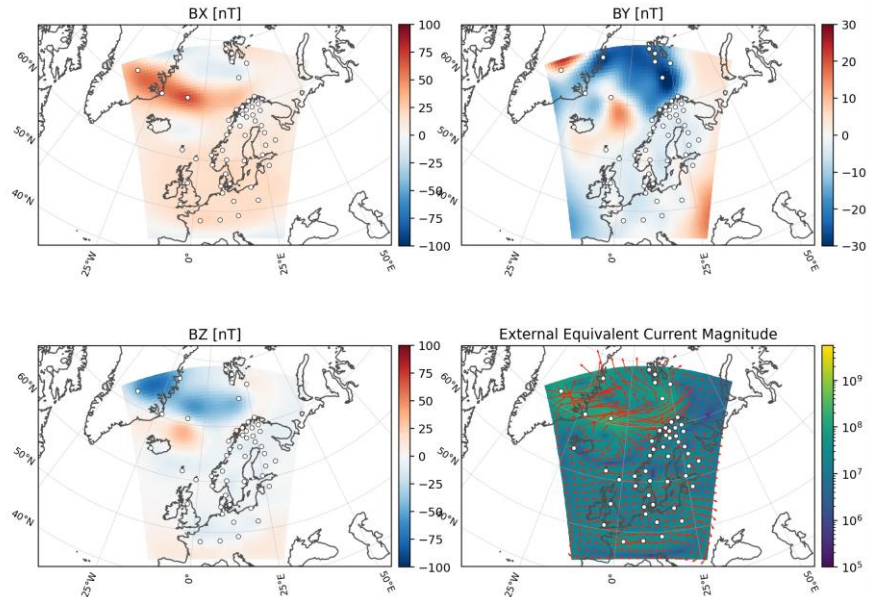 BX [nT]
60°N
50°N
40°N
25°W
0°
25°E
50°E
100
75
50
25
0
−25
−50
−75
−100
BY [nT]
60°N
50°N
40°N
25°W
0°
25°E
50°E
30
20
10
0
−10
−20
−30
BZ [nT]
60°N
50°N
40°N
25°W
0°
25°E
50°E
100
75
50
25
0
−25
−50
−75
−100
External Equivalent Current Magnitude
60°N
50°N
40°N
25°W
0°
25°E
50°E
10⁹
10⁸
10⁷
10⁶
10⁵